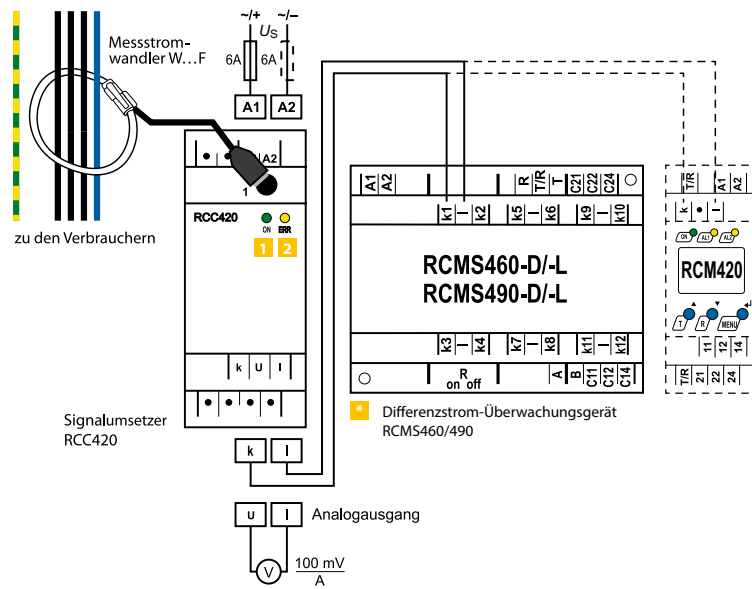 ~/+ ~/–
US
6A 6A
A1 A2
Messstrom-
wandler W…F
zu den Verbrauchern
A2
1
RCC420
ON ERR
1 2
k U l
Signalumsetzer
RCC420
k l
U l
Analogausgang
V
100 mV
A
A1 A2 R T/R T C21 C22 C24
k1 l k2 k5 l k6 k9 l k10
RCMS460-D/-L
RCMS490-D/-L
k3 l k4 k7 l k8 k11 l k12
R
on off
A B C11 C12 C14
* Differenzstrom-Überwachungsgerät
RCMS460/490
T/R A1 A2
k l
ON AL1 AL2
RCM420
T R MENU
11 12 14
T/R 21 22 24